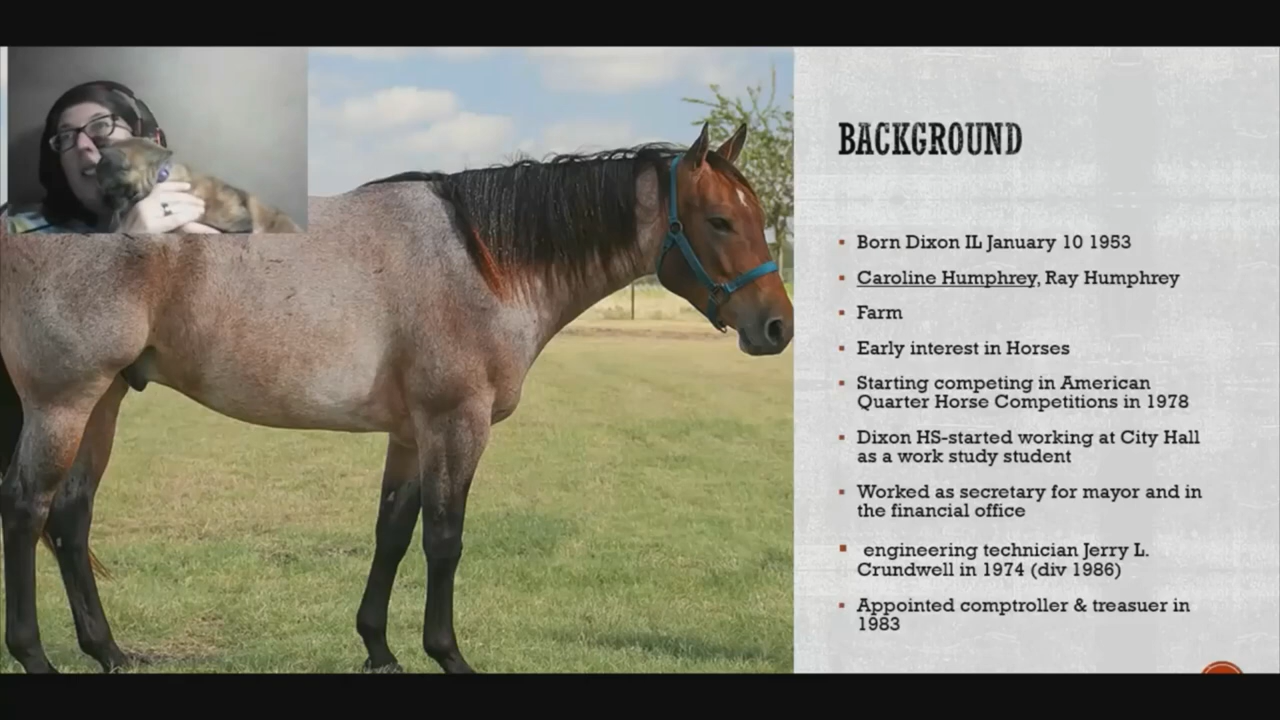 BACKGROUND
Born Dixon IL January 10 1953
Caroline Humphrey, Ray Humphrey
Farm
Early interest in Horses
Starting competing in American
Quarter Horse Competitions in 1978
Dixon HS-started working at City Hall
as a work study student
Worked as secretary for mayor and in
the financial office
engineering technician Jerry L.
Crundwell in 1974 (div 1986)
Appointed comptroller & treasuer in
1983